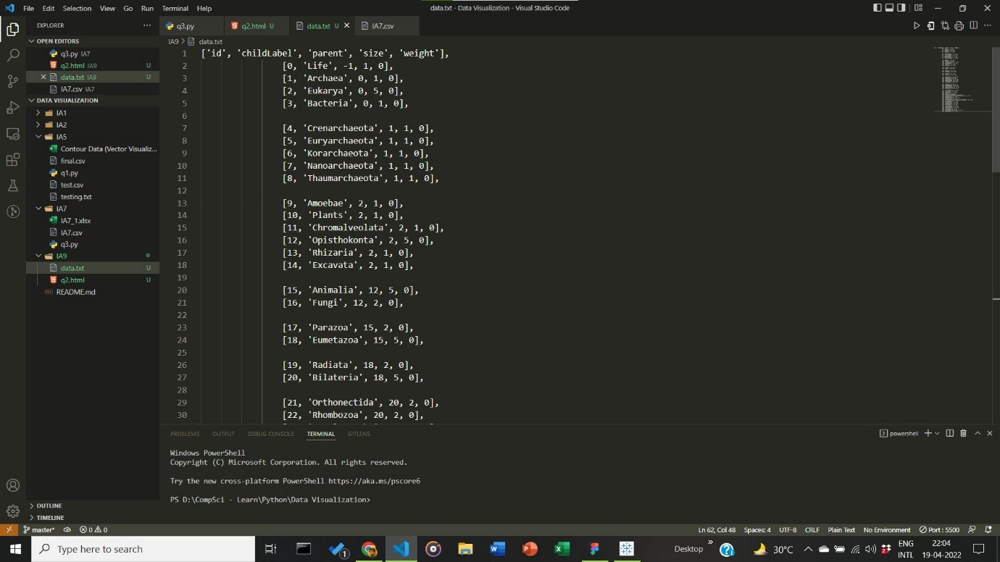 File Edit Selection View Go Run Terminal Help
data.txt - Data Visualization - Visual Studio Code
EXPLORER
q3.py
q2.html U
data.txt U
IA7.csv
OPEN EDITORS
q3.py IA7
q2.html IA9 U
data.txt IA9 U
IA7.csv IA7
DATA VISUALIZATION
IA1
IA2
IA5
Contour Data (Vector Visualiz...
final.csv
q1.py
test.csv
testing.txt
IA7
IA7_1.xlsx
IA7.csv
q3.py
IA9
data.txt U
q2.html U
README.md
OUTLINE
TIMELINE
IA9 > data.txt
1 ['id', 'childLabel', 'parent', 'size', 'weight'],
2 [0, 'Life', -1, 1, 0],
3 [1, 'Archaea', 0, 1, 0],
4 [2, 'Eukarya', 0, 5, 0],
5 [3, 'Bacteria', 0, 1, 0],
6
7 [4, 'Crenarchaeota', 1, 1, 0],
8 [5, 'Euryarchaeota', 1, 1, 0],
9 [6, 'Korarchaeota', 1, 1, 0],
10 [7, 'Nanoarchaeota', 1, 1, 0],
11 [8, 'Thaumarchaeota', 1, 1, 0],
12
13 [9, 'Amoebae', 2, 1, 0],
14 [10, 'Plants', 2, 1, 0],
15 [11, 'Chromalveolata', 2, 1, 0],
16 [12, 'Opisthokonta', 2, 5, 0],
17 [13, 'Rhizaria', 2, 1, 0],
18 [14, 'Excavata', 2, 1, 0],
19
20 [15, 'Animalia', 12, 5, 0],
21 [16, 'Fungi', 12, 2, 0],
22
23 [17, 'Parazoa', 15, 2, 0],
24 [18, 'Eumetazoa', 15, 5, 0],
25
26 [19, 'Radiata', 18, 2, 0],
27 [20, 'Bilateria', 18, 5, 0],
28
29 [21, 'Orthonectida', 20, 2, 0],
30 [22, 'Rhombozoa', 20, 2, 0],
PROBLEMS OUTPUT DEBUG CONSOLE TERMINAL GITLENS
powershell
Windows PowerShell
Copyright (C) Microsoft Corporation. All rights reserved.
Try the new cross-platform PowerShell https://aka.ms/pscore6
PS D:\CompSci - Learn\Python\Data Visualization>
master* 0 0
Ln 62, Col 48 Spaces: 4 UTF-8 CRLF Plain Text No Environment Port : 5500
Type here to search
1
Desktop
30°C
2
ENG
INTL
22:04
19-04-2022